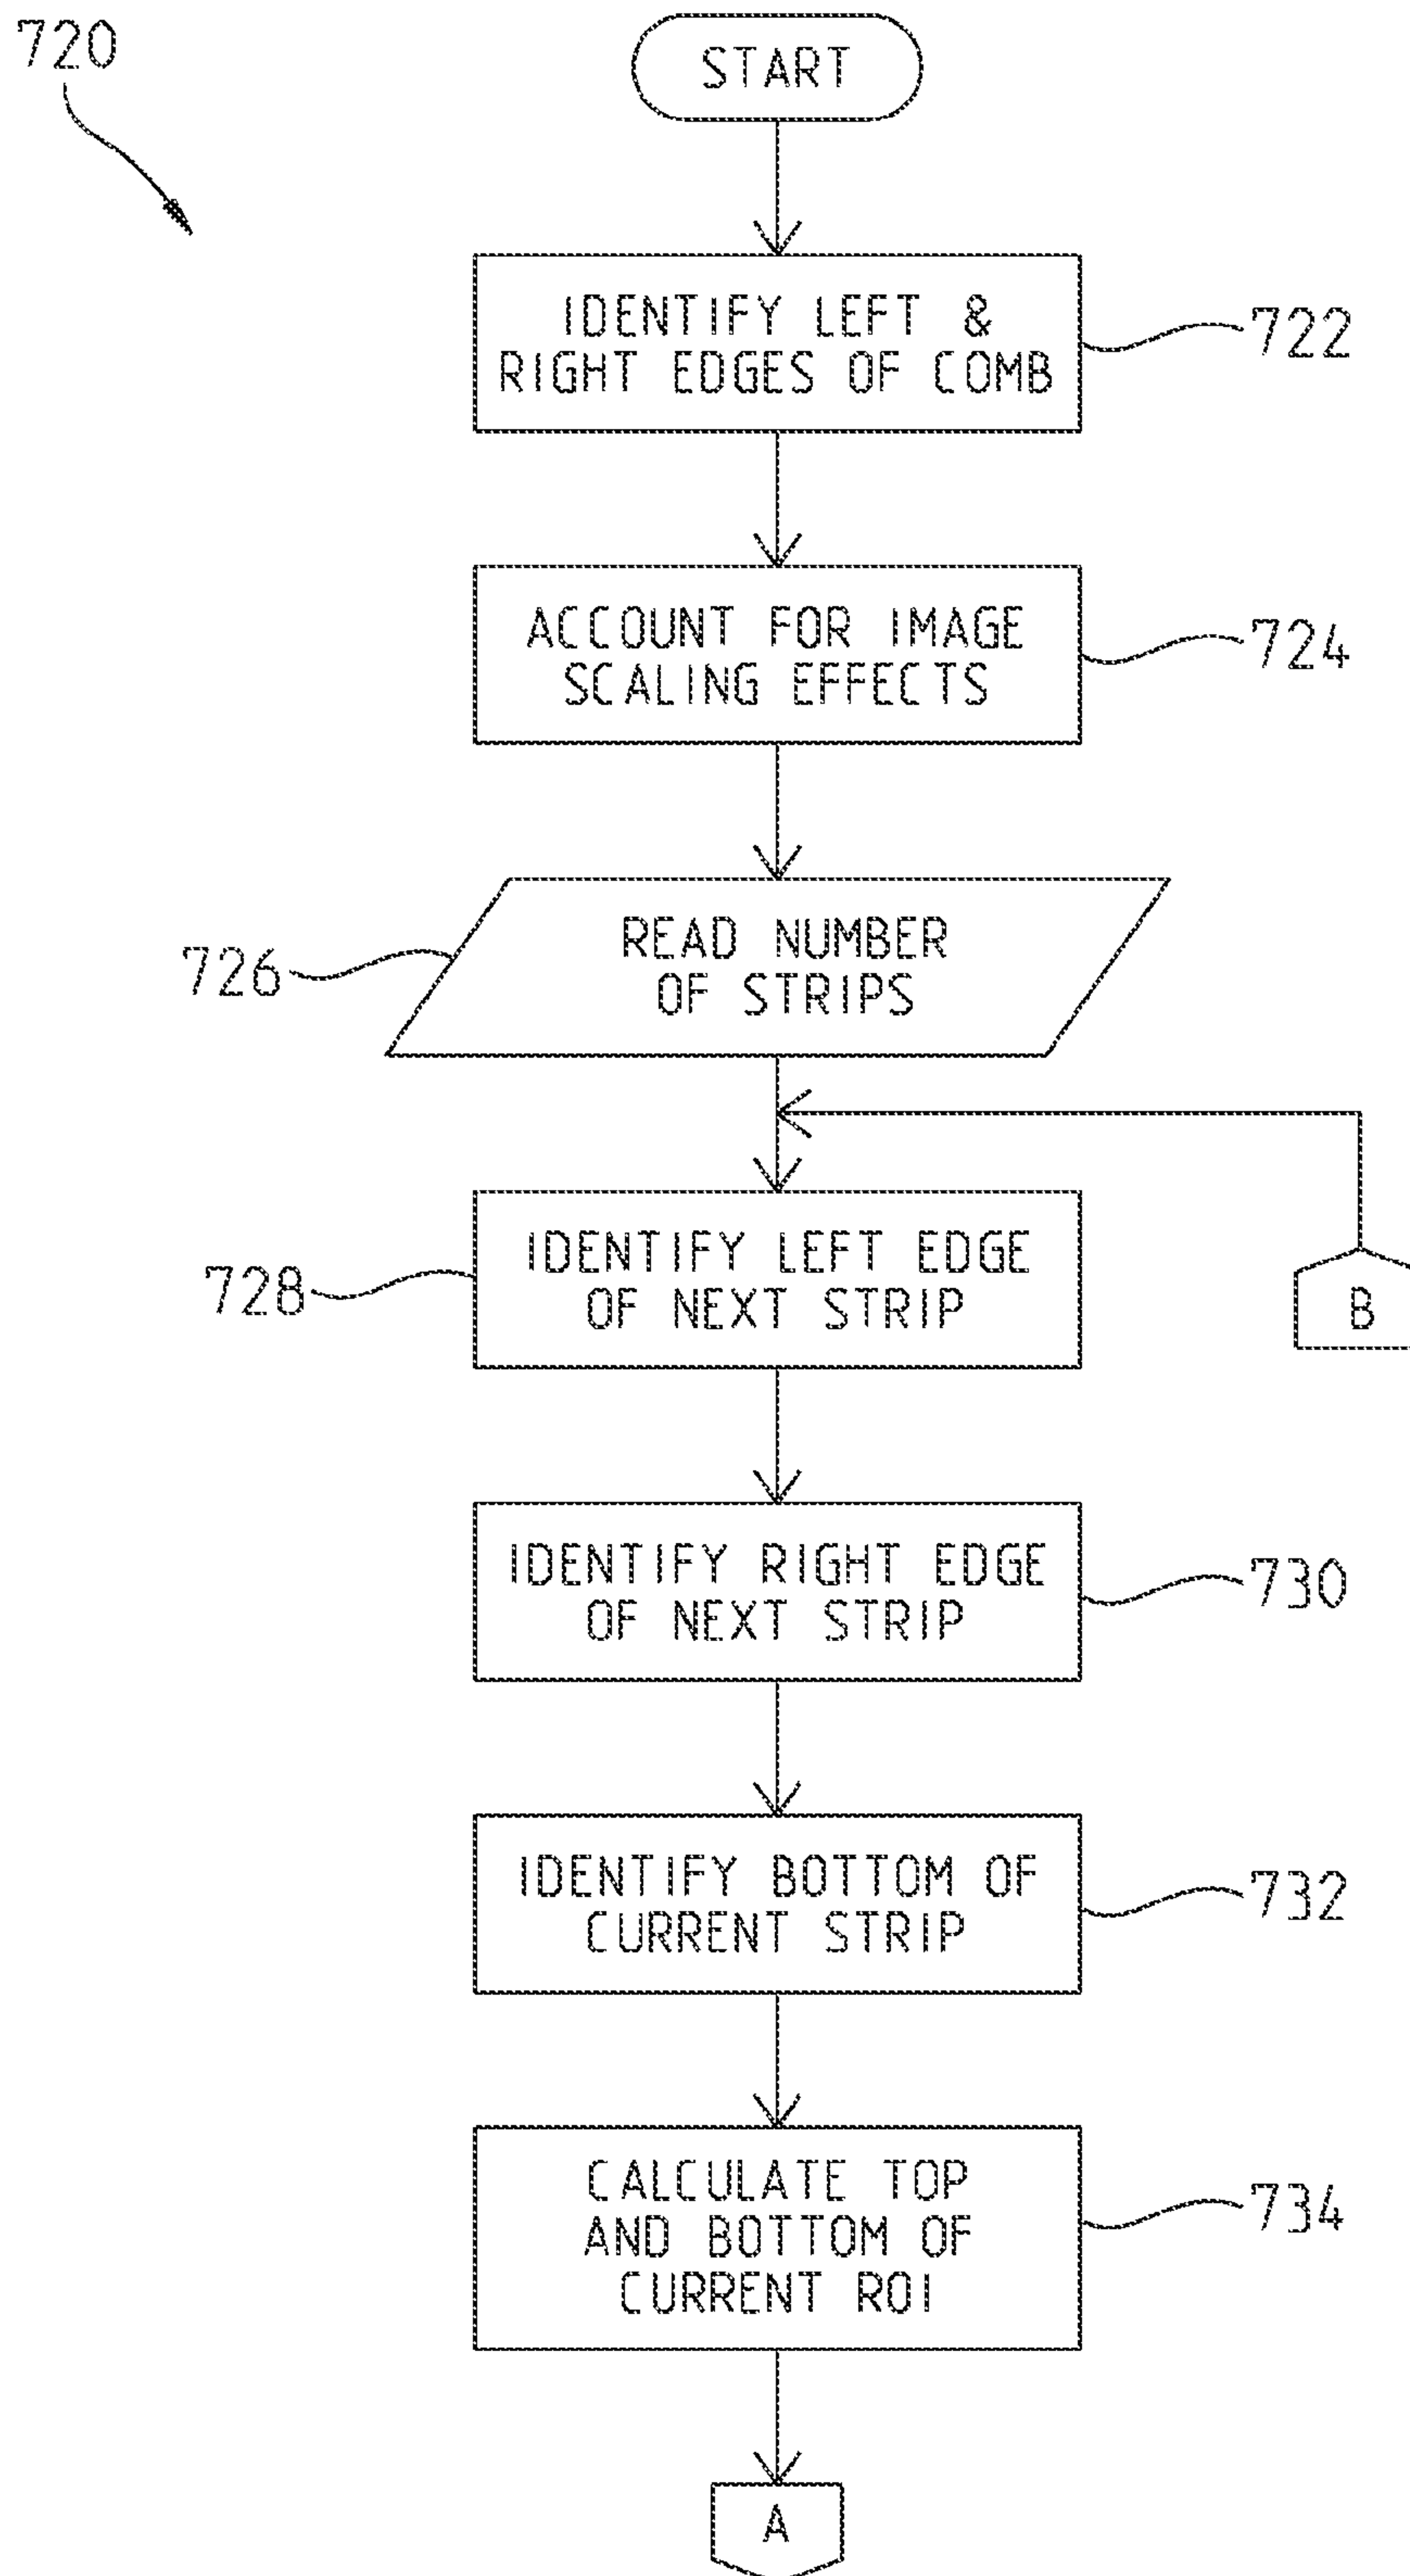 720
START
IDENTIFY LEFT &
RIGHT EDGES OF COMB
722
ACCOUNT FOR IMAGE
SCALING EFFECTS
724
READ NUMBER
OF STRIPS
726
IDENTIFY LEFT EDGE
OF NEXT STRIP
728
B
IDENTIFY RIGHT EDGE
OF NEXT STRIP
730
IDENTIFY BOTTOM OF
CURRENT STRIP
732
CALCULATE TOP
AND BOTTOM OF
CURRENT ROI
734
A